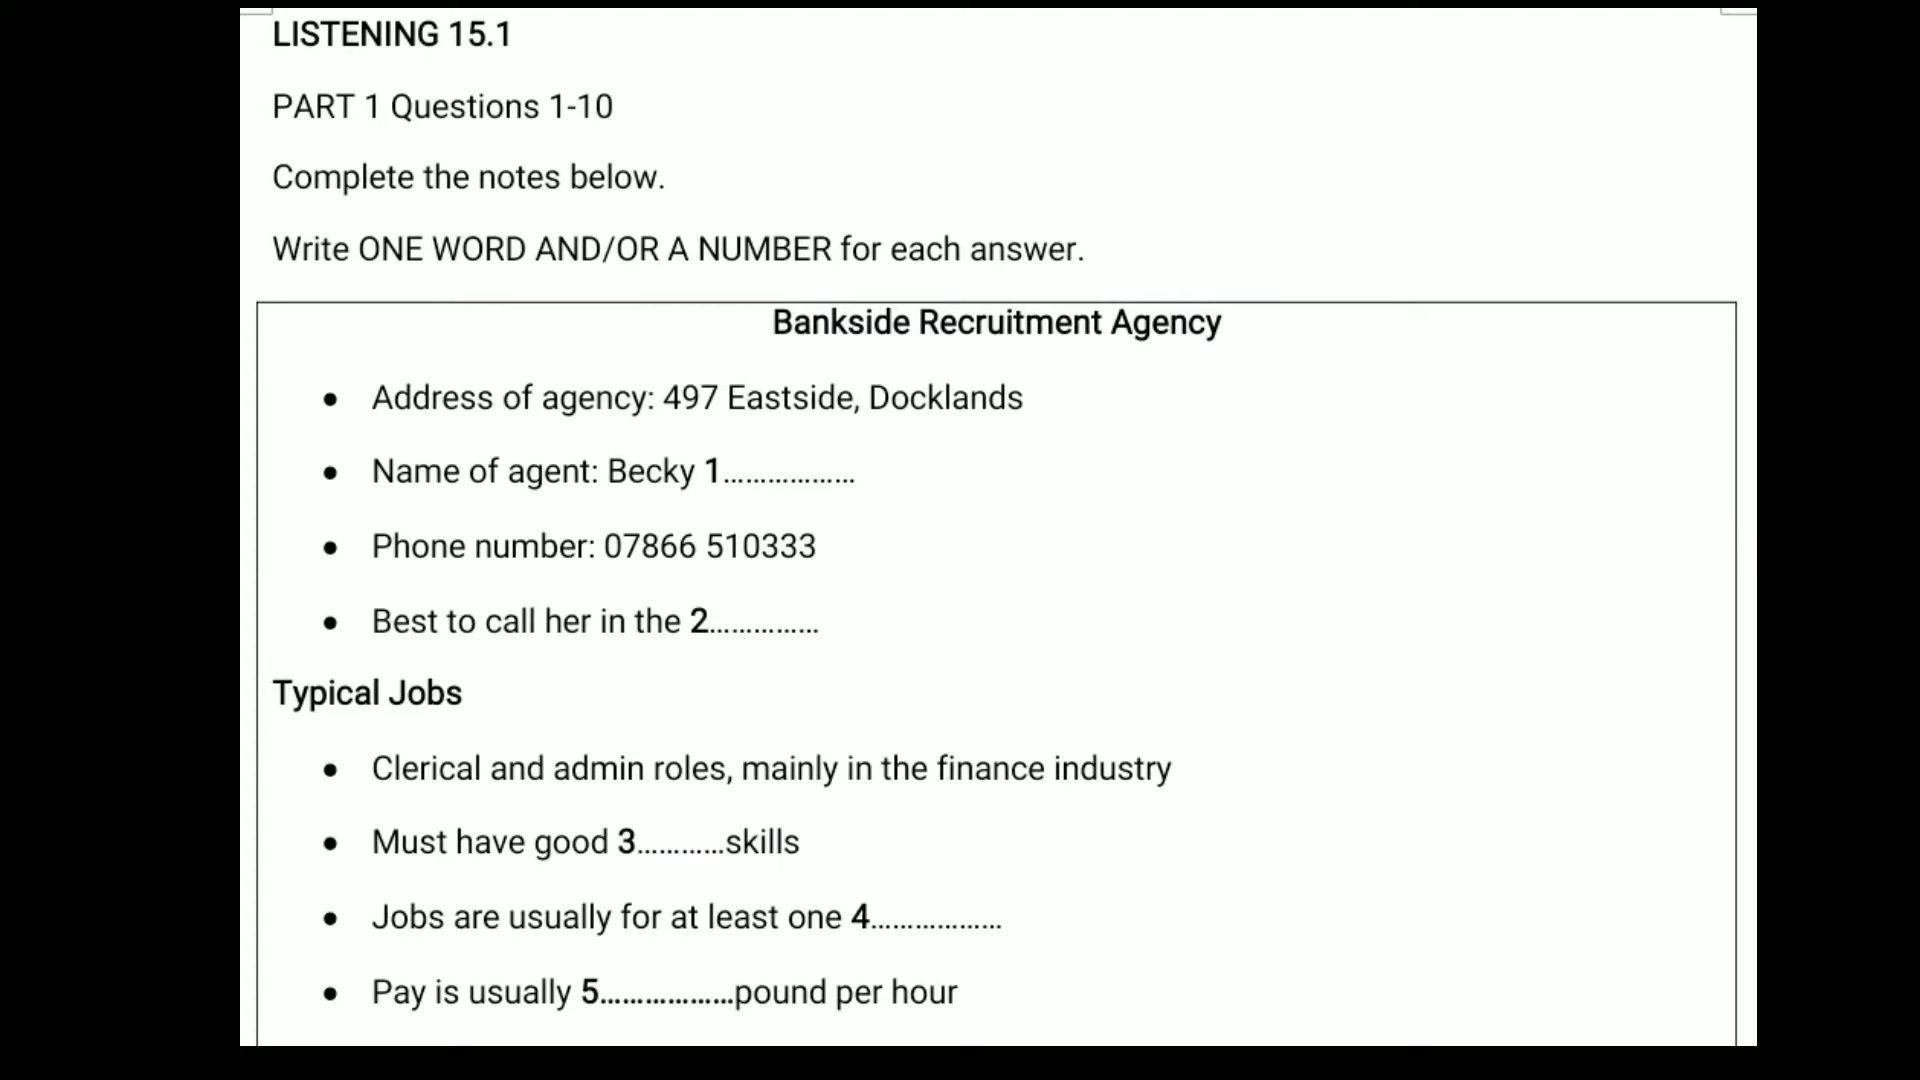 LISTENING 15.1
PART 1 Questions 1-10
Complete the notes below.
Write ONE WORD AND/OR A NUMBER for each answer.
Bankside Recruitment Agency
• Address of agency: 497 Eastside, Docklands
• Name of agent: Becky 1..................
• Phone number: 07866 510333
• Best to call her in the 2...............
Typical Jobs
• Clerical and admin roles, mainly in the finance industry
• Must have good 3............skills
• Jobs are usually for at least one 4..................
• Pay is usually 5..................pound per hour